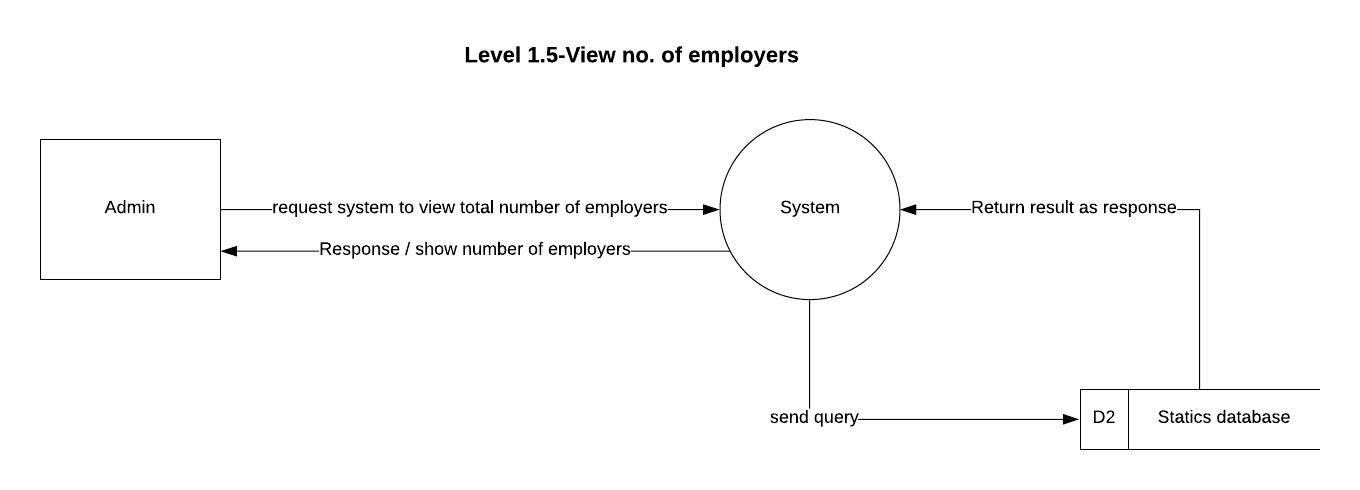 Level 1.5-View no. of employers
Admin
request system to view total number of employers
System
Return result as response
Response / show number of employers
send query
D2
Statics database